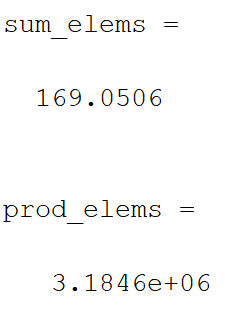 sum_elems =
169.0506
prod_elems =
3.1846e+06